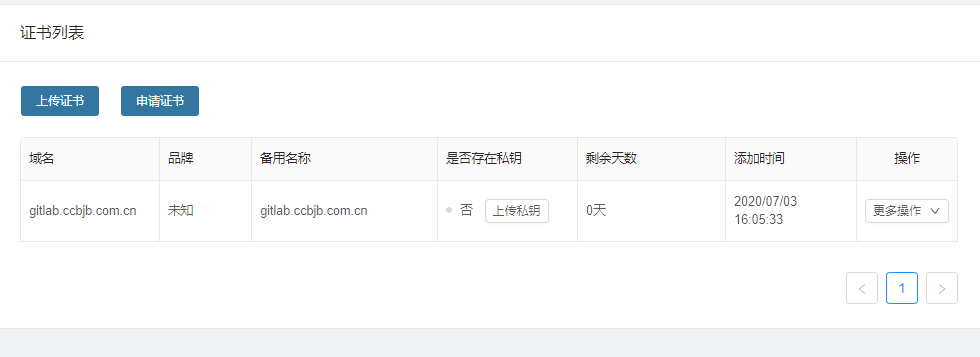 证书列表
上传证书 申请证书
域名 品牌 备用名称 是否存在私钥 剩余天数 添加时间 操作
gitlab.ccbjb.com.cn 未知 gitlab.ccbjb.com.cn 否 上传私钥 0天 2020/07/03 更多操作
16:05:33
1